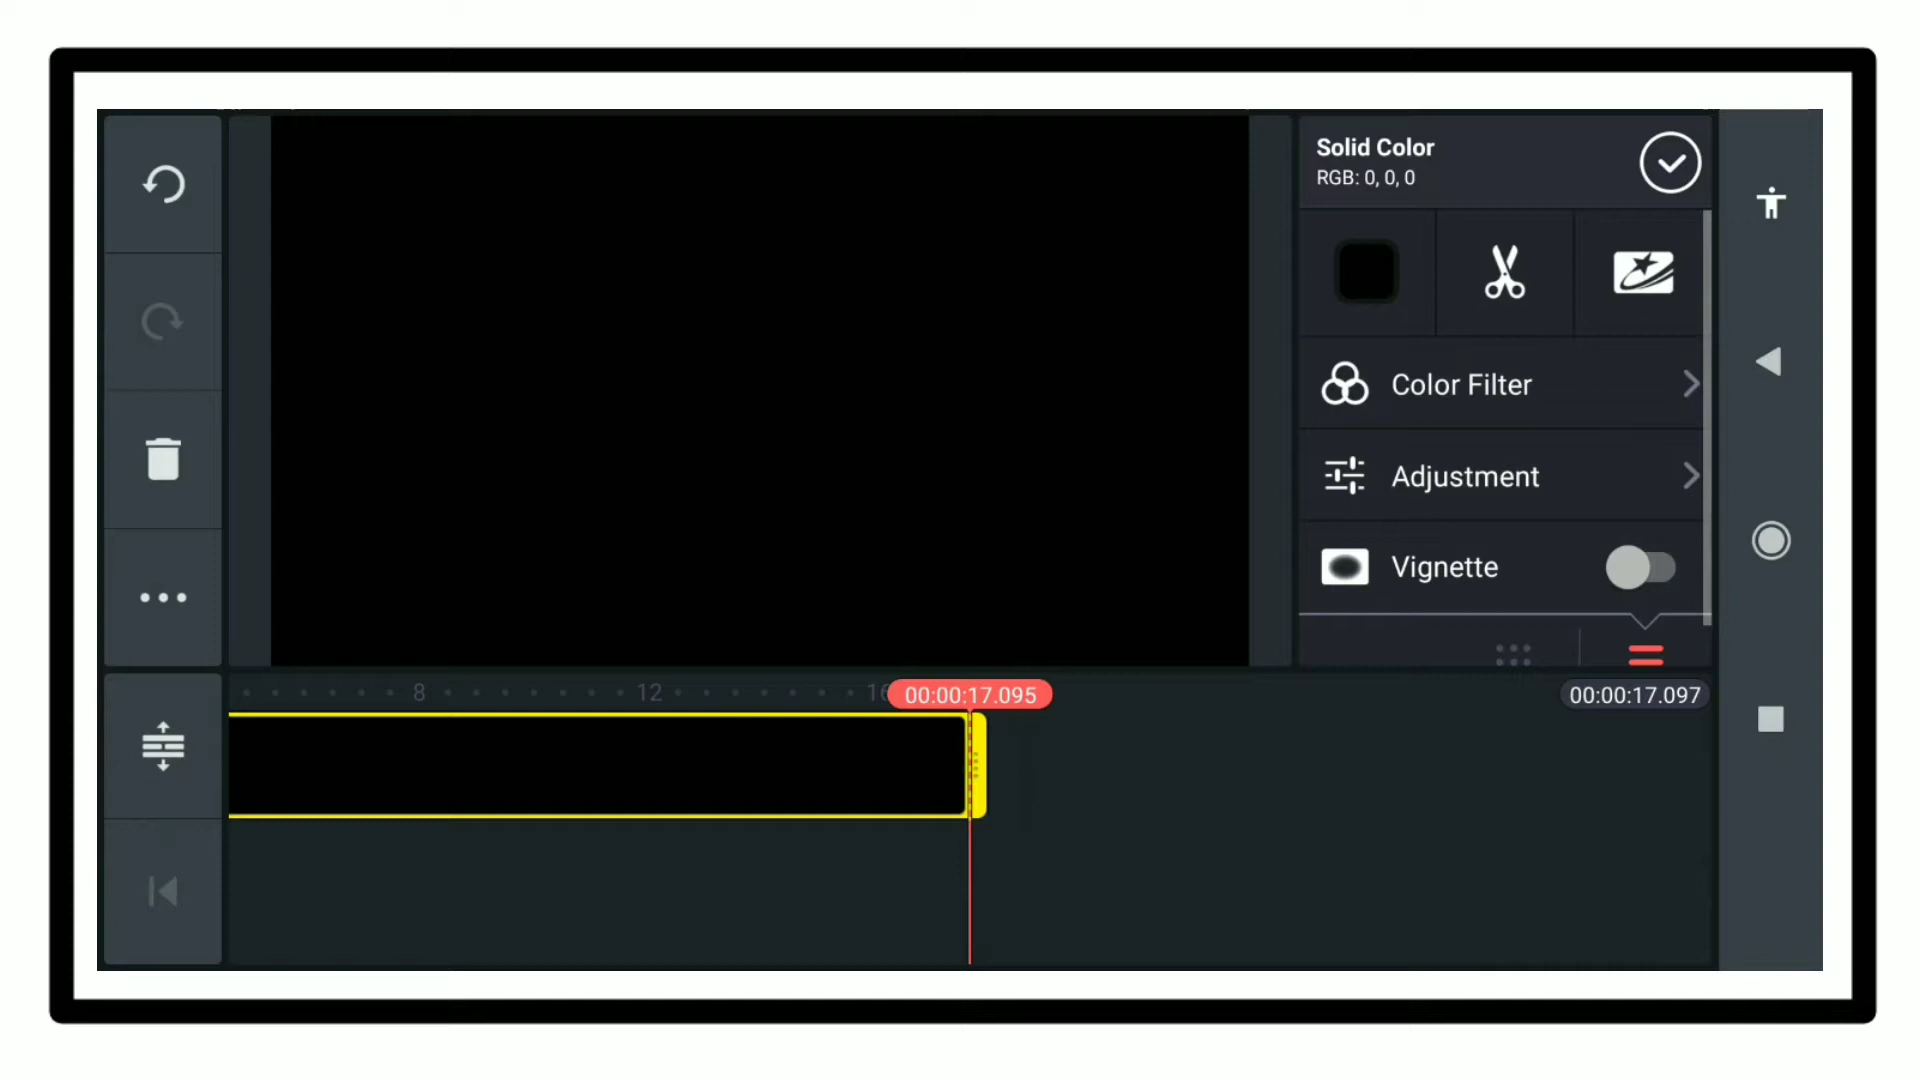 Solid Color
RGB: 0, 0, 0
Color Filter
Adjustment
Vignette
8
12
00:00:17.095
00:00:17.097